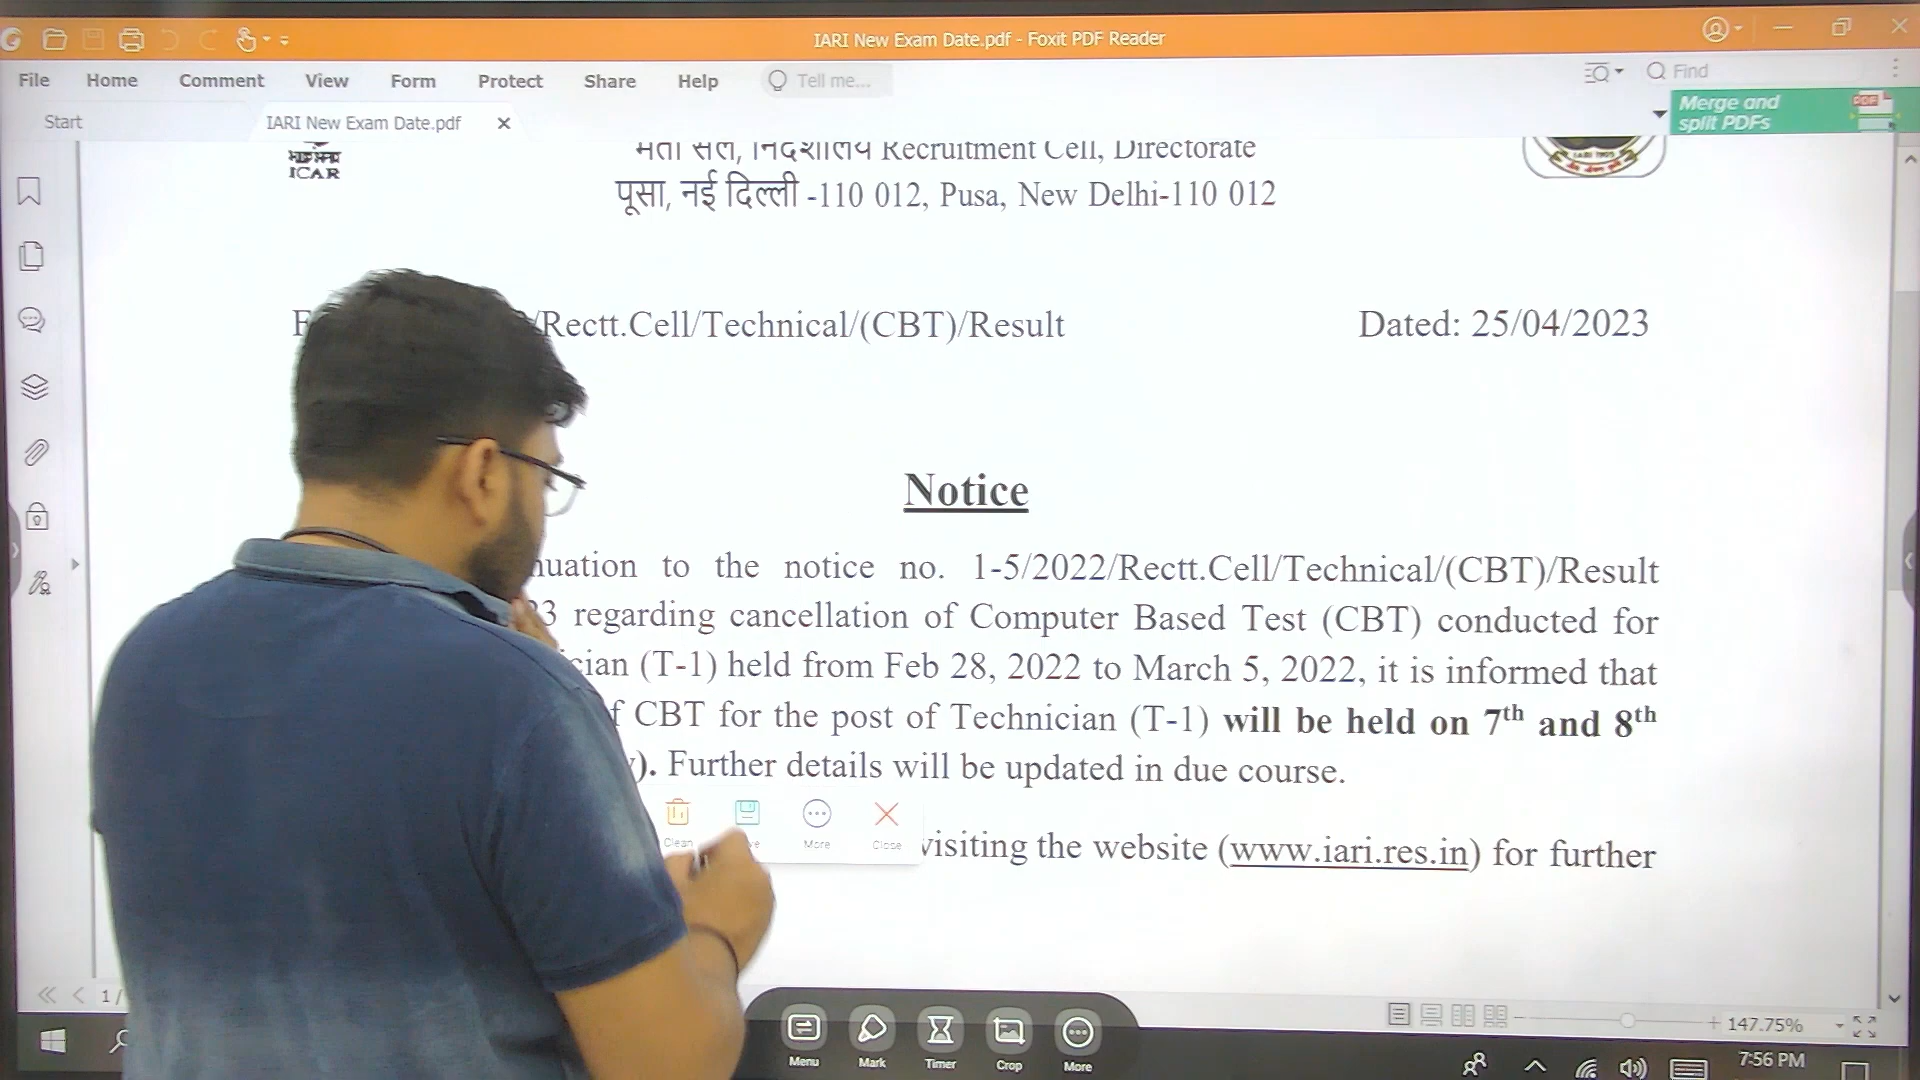 IARI New Exam Date.pdf - Foxit PDF Reader
File Home Comment View Form Protect Share Help Tell me... Find
Start IARI New Exam Date.pdf
Merge and
split PDFs
PDF
ICAR
Recruitment Cell, Directorate
पूसा, नई दिल्ली -110 012, Pusa, New Delhi-110 012
/Rectt.Cell/Technical/(CBT)/Result Dated: 25/04/2023
Notice
to the notice no. 1-5/2022/Rectt.Cell/Technical/(CBT)/Result
regarding cancellation of Computer Based Test (CBT) conducted for
(T-1) held from Feb 28, 2022 to March 5, 2022, it is informed that
CBT for the post of Technician (T-1) will be held on 7th and 8th
). Further details will be updated in due course.
Clean More Close
visiting the website (www.iari.res.in) for further
1/
147.75%
Menu Mark Timer Crop More
7:56 PM